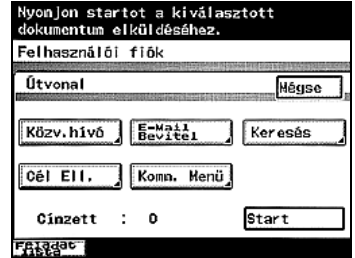 Nyonjon startot a kiválasztott
dokumentum elküldéséhez.
Felhasználói fiók
Útvonal
Mégse
Közv.hívó
E-Mail
Bevitel
Keresés
Cél Ell.
Komm. Menü
Címzett : 0
Start
Feladat
lista